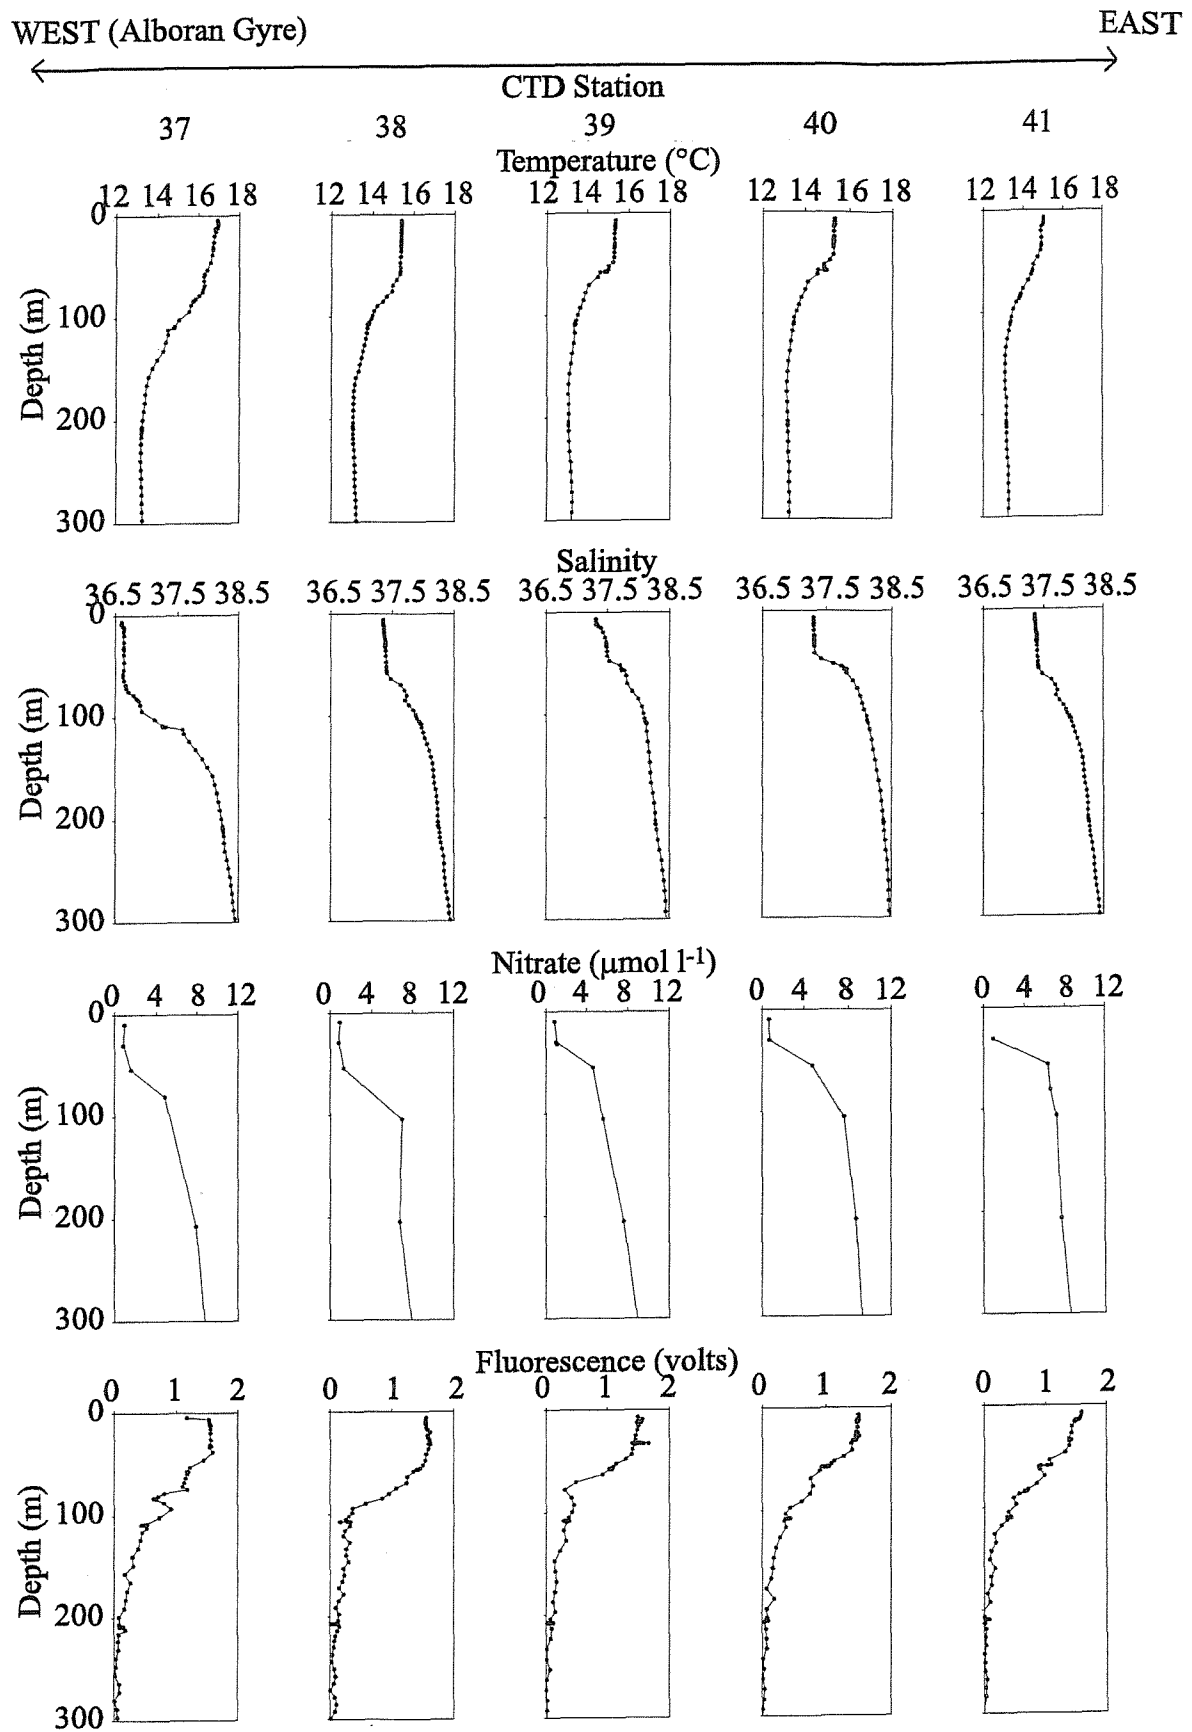 WEST (Alboran Gyre) EAST
CTD Station
37 38 39 40 41
Temperature (°C)
12 14 16 18 12 14 16 18 12 14 16 18 12 14 16 18 12 14 16 18
0
100
200
300
Depth (m)
Salinity
36.5 37.5 38.5 36.5 37.5 38.5 36.5 37.5 38.5 36.5 37.5 38.5 36.5 37.5 38.5
0
100
200
300
Depth (m)
Nitrate (μmol l⁻¹)
0 4 8 12 0 4 8 12 0 4 8 12 0 4 8 12 0 4 8 12
0
100
200
300
Depth (m)
Fluorescence (volts)
0 1 2 0 1 2 0 1 2 0 1 2 0 1 2
0
100
200
300
Depth (m)